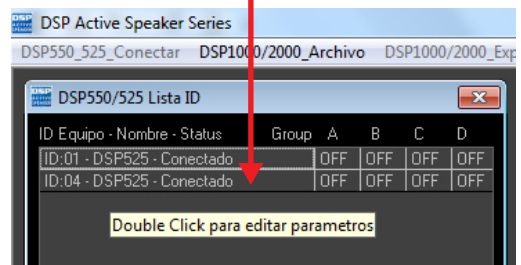 DSP Active Speaker Series
DSP550_525_Conectar DSP1000/2000_Archivo DSP1000/2000_Exp
DSP550/525 Lista ID
ID Equipo - Nombre - Status Group A B C D
ID:01 - DSP525 - Conectado OFF OFF OFF OFF
ID:04 - DSP525 - Conectado OFF OFF OFF OFF
Double Click para editar parametros